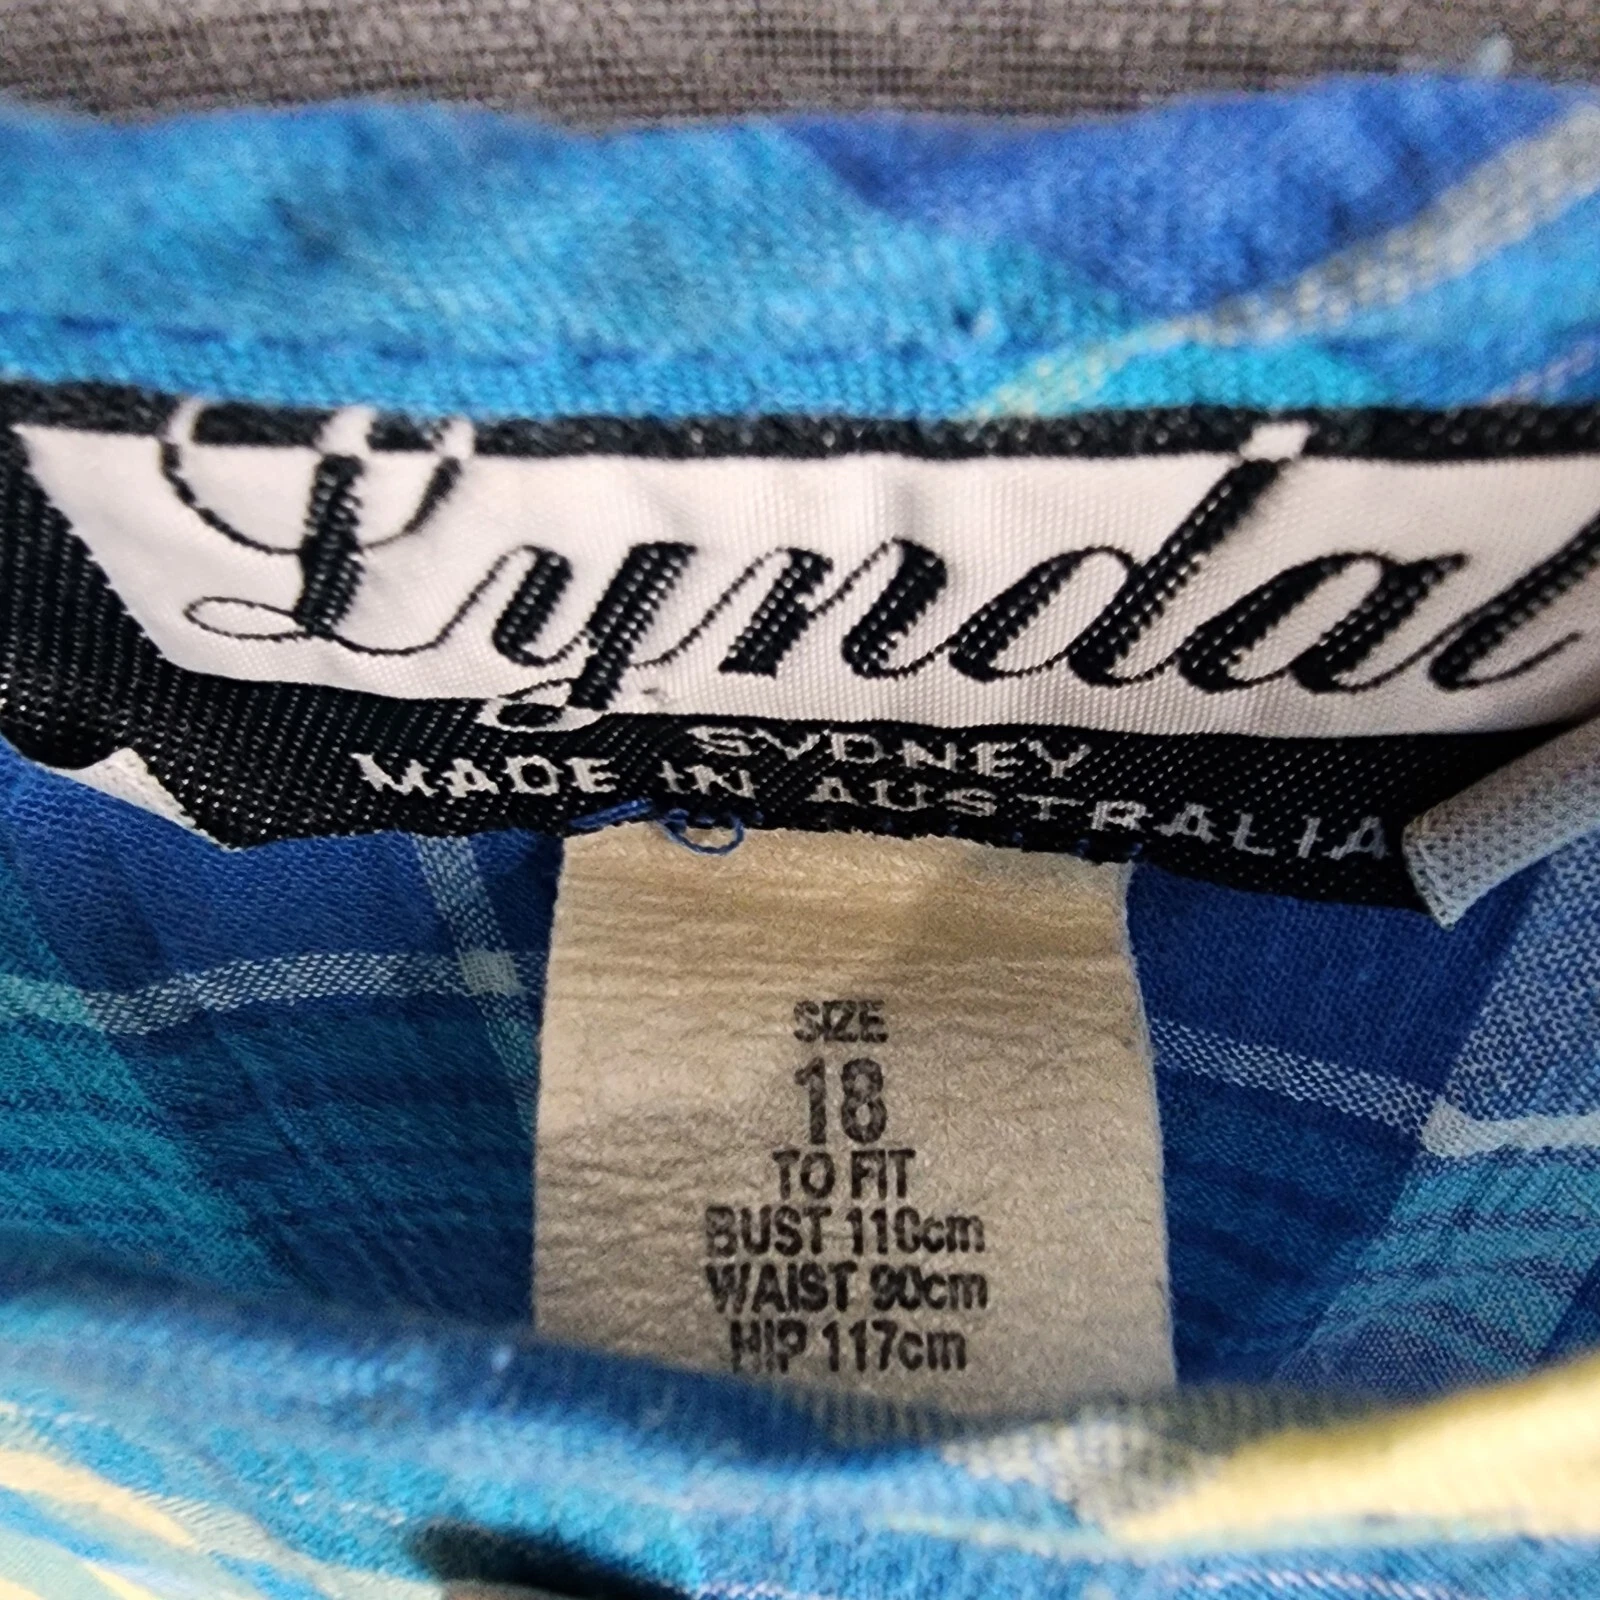 Lyndal
SYDNEY
MADE IN AUSTRALIA
SIZE
18
TO FIT
BUST 110cm
WAIST 90cm
HIP 117cm